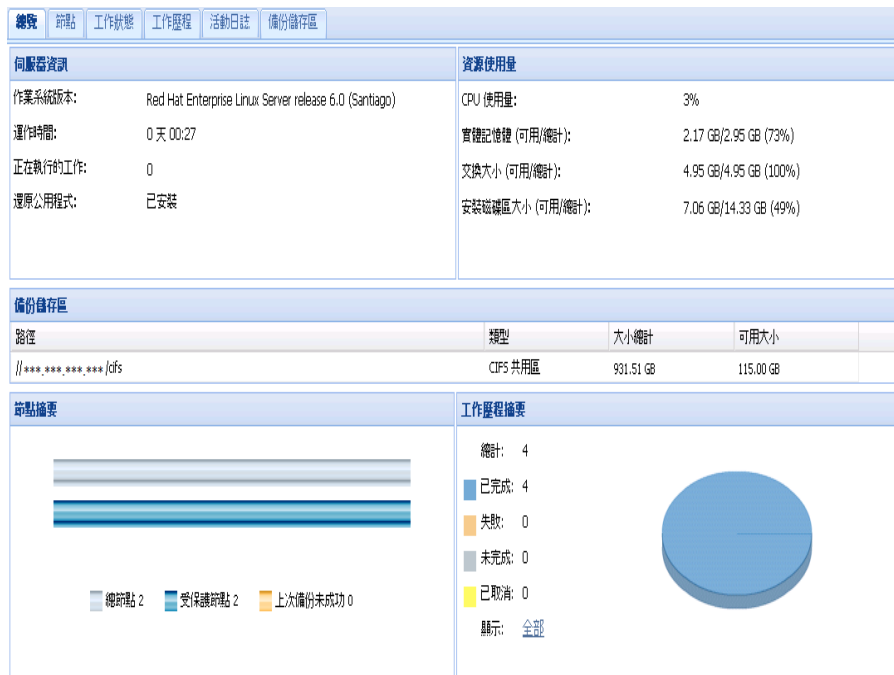 總覽 節點 工作狀態 工作歷程 活動日誌 備份儲存區
伺服器資訊
作業系統版本: Red Hat Enterprise Linux Server release 6.0 (Santiago)
運作時間: 0 天 00:27
正在執行的工作: 0
還原公用程式: 已安裝
資源使用量
CPU 使用量: 3%
實體記憶體 (可用/總計): 2.17 GB/2.95 GB (73%)
交換大小 (可用/總計): 4.95 GB/4.95 GB (100%)
安裝磁碟區大小 (可用/總計): 7.06 GB/14.33 GB (49%)
備份儲存區
路徑 類型 大小總計 可用大小
//***.***.***.***/cifs CIFS 共用區 931.51 GB 115.00 GB
節點摘要
總節點 2 受保護節點 2 上次備份未成功 0
工作歷程摘要
總計: 4
已完成: 4
失敗: 0
未完成: 0
已取消: 0
顯示: 全部